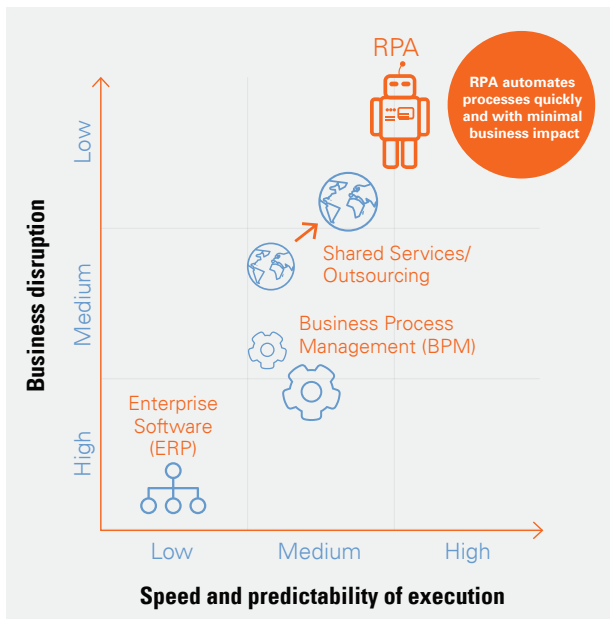 RPA
RPA automates
processes quickly
and with minimal
business impact
Business disruption
Low
Medium
High
Shared Services/
Outsourcing
Business Process
Management (BPM)
Enterprise
Software
(ERP)
Low
Medium
High
Speed and predictability of execution